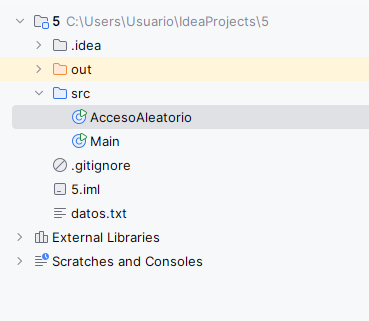 5 C:\Users\Usuario\IdeaProjects\5
.idea
out
src
AccesoAleatorio
Main
.gitignore
5.iml
datos.txt
External Libraries
Scratches and Consoles